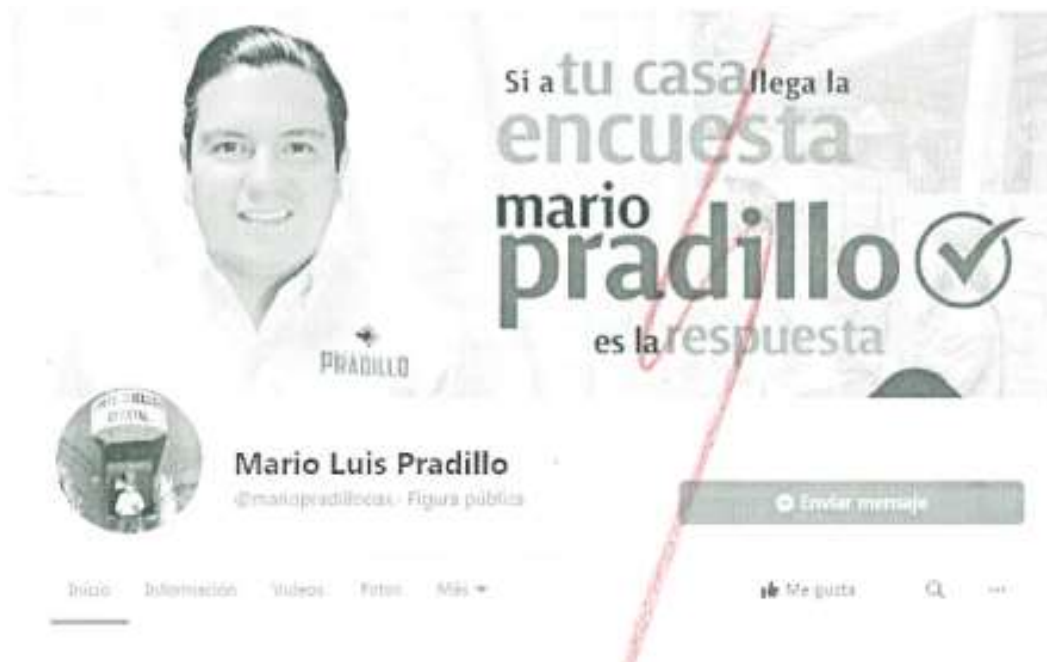 Si a tu casa llega la
encuesta
mario
pradillo
es la respuesta
PRADILLO
Mario Luis Pradillo
Figura pública
Enviar mensaje
Inicio Información Videos Fotos Más
Me gusta